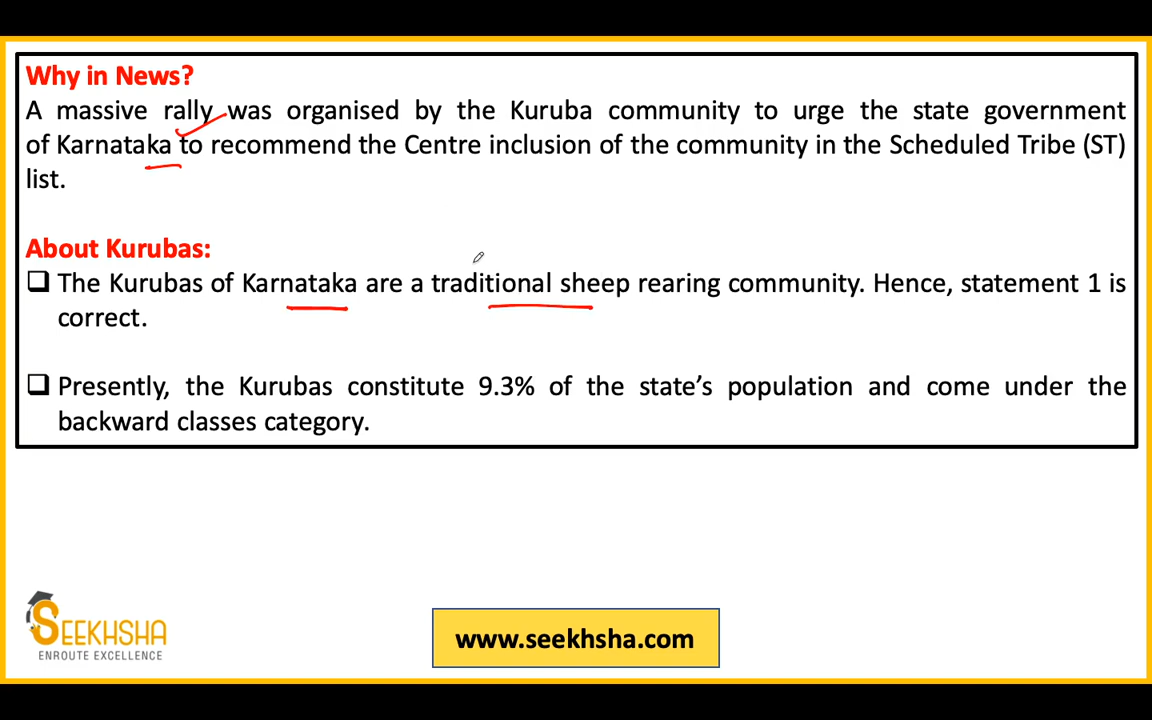 Why in News?
A massive rally was organised by the Kuruba community to urge the state government
of Karnataka to recommend the Centre inclusion of the community in the Scheduled Tribe (ST)
list.
About Kurubas:
❑ The Kurubas of Karnataka are a traditional sheep rearing community. Hence, statement 1 is
correct.
❑ Presently, the Kurubas constitute 9.3% of the state’s population and come under the
backward classes category.
SEEKHSHA
ENROUTE EXCELLENCE
www.seekhsha.com